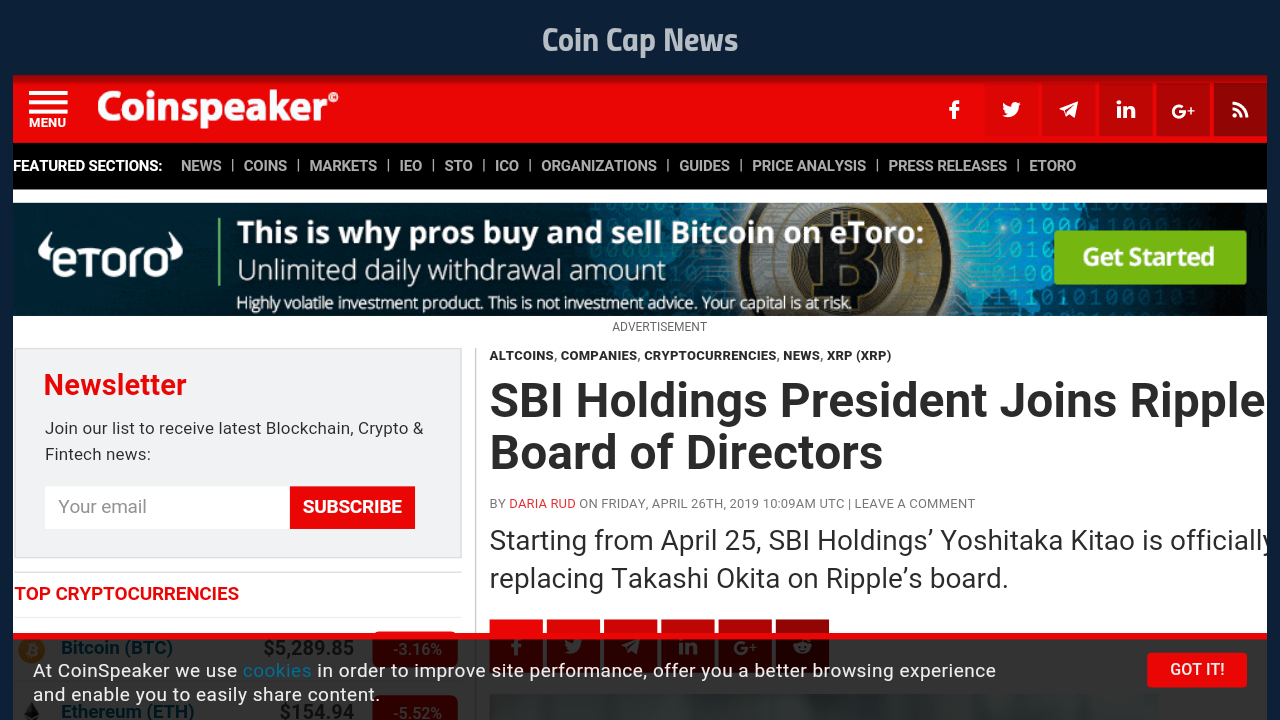 Coin Cap News
MENU
Coinspeaker©
FEATURED SECTIONS: NEWS | COINS | MARKETS | IEO | STO | ICO | ORGANIZATIONS | GUIDES | PRICE ANALYSIS | PRESS RELEASES | ETORO
eToro
This is why pros buy and sell Bitcoin on eToro:
Unlimited daily withdrawal amount
Highly volatile investment product. This is not investment advice. Your capital is at risk.
Get Started
ADVERTISEMENT
Newsletter
Join our list to receive latest Blockchain, Crypto &
Fintech news:
Your email SUBSCRIBE
TOP CRYPTOCURRENCIES
Bitcoin (BTC) $5,289.85 -3.16%
Ethereum (ETH) $154.94 -5.52%
ALTCOINS, COMPANIES, CRYPTOCURRENCIES, NEWS, XRP (XRP)
SBI Holdings President Joins Ripple
Board of Directors
BY DARIA RUD ON FRIDAY, APRIL 26TH, 2019 10:09AM UTC | LEAVE A COMMENT
Starting from April 25, SBI Holdings’ Yoshitaka Kitao is officially
replacing Takashi Okita on Ripple’s board.
At CoinSpeaker we use cookies in order to improve site performance, offer you a better browsing experience
and enable you to easily share content.
GOT IT!